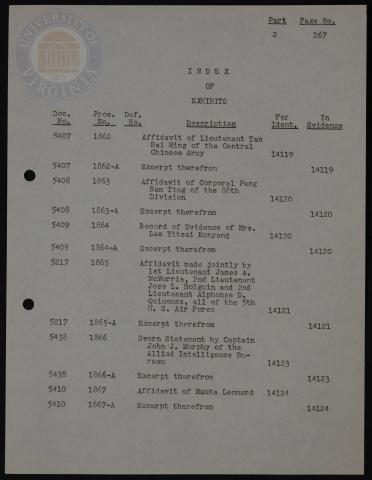 UNIVERSITY OF VIRGINIA
Part Page No.
2 267
INDEX
OF
EXHIBITS
Doc. Pros. Def. For In
No. No. No. Description Ident. Evidence
5407 1862 Affidavit of Lieutenant Tan
Bai Ming of the Central
Chinese Army 14119
5407 1862-A Excerpt therefrom 14119
5408 1863 Affidavit of Corporal Pang
Nam Ting of the 88th
Division 14120
5408 1863-A Excerpt therefrom 14120
5409 1864 Record of Evidence of Mrs.
Lee Yitsai Kunyang 14120
5409 1864-A Excerpt therefrom 14120
5217 1865 Affidavit made jointly by
1st Lieutenant James A.
McMurria, 2nd Lieutenant
Jose L. Holguin and 2nd
Lieutenant Alphonse D.
Quinones, all of the 5th
U. S. Air Force 14121
5217 1865-A Excerpt therefrom 14121
5438 1866 Sworn Statement by Captain
John J. Murphy of the
Allied Intelligence Bu-
reau 14123
5438 1866-A Excerpt therefrom 14123
5410 1867 Affidavit of Mauta Leonard 14124
5410 1867-A Excerpt therefrom 14124